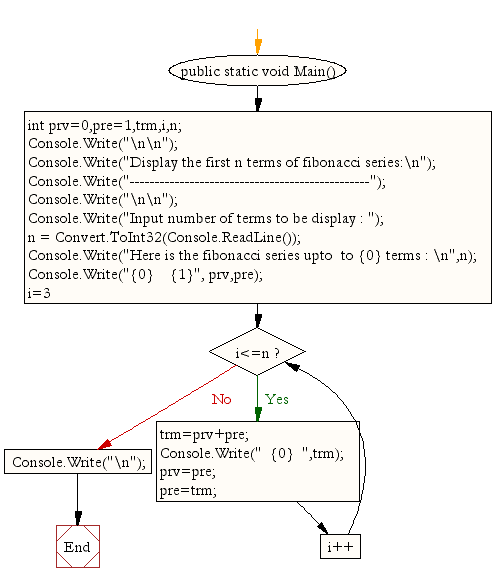 public static void Main()
int prv=0,pre=1,trm,i,n;
Console.Write("\n\n");
Console.Write("Display the first n terms of fibonacci series:\n");
Console.Write("------------------------------------------------");
Console.Write("\n\n");
Console.Write("Input number of terms to be display : ");
n = Convert.ToInt32(Console.ReadLine());
Console.Write("Here is the fibonacci series upto  to {0} terms : \n",n);
Console.Write("{0}    {1}", prv,pre);
i=3
i<=n ?
No
Yes
trm=prv+pre;
Console.Write("  {0}  ",trm);
prv=pre;
pre=trm;
Console.Write("\n");
i++
End